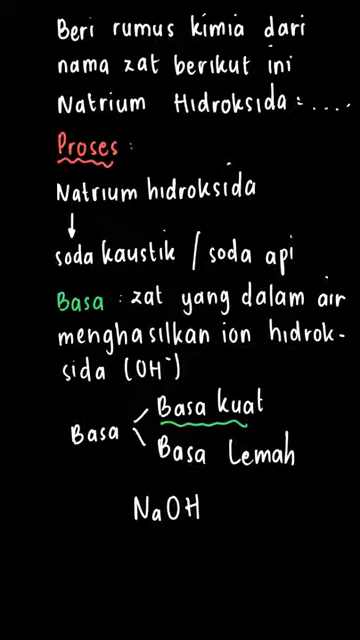 Beri rumus kimia dari
nama zat berikut ini
Natrium Hidroksida = ....
Proses :
Natrium hidroksida
↓
soda kaustik / soda api
Basa : zat yang dalam air
menghasilkan ion hidrok-
sida (OH⁻)
Basa kuat
Basa
Basa Lemah
NaOH